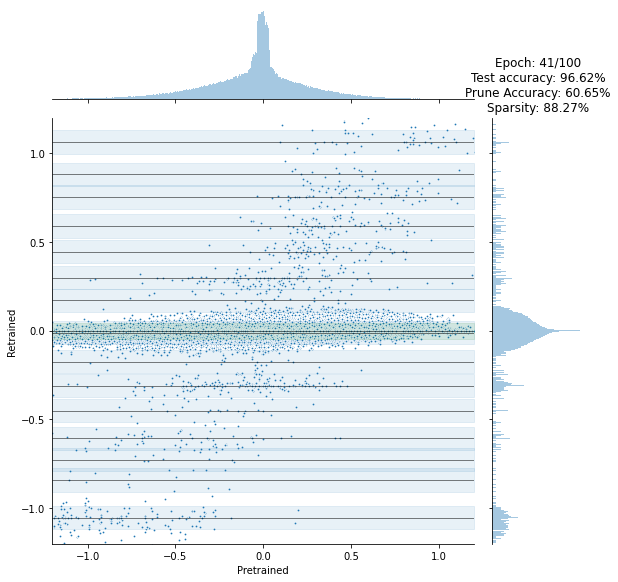 Epoch: 41/100
Test accuracy: 96.62%
Prune Accuracy: 60.65%
Sparsity: 88.27%
1.0
0.5
0.0
−0.5
−1.0
Retrained
−1.0 −0.5 0.0 0.5 1.0
Pretrained